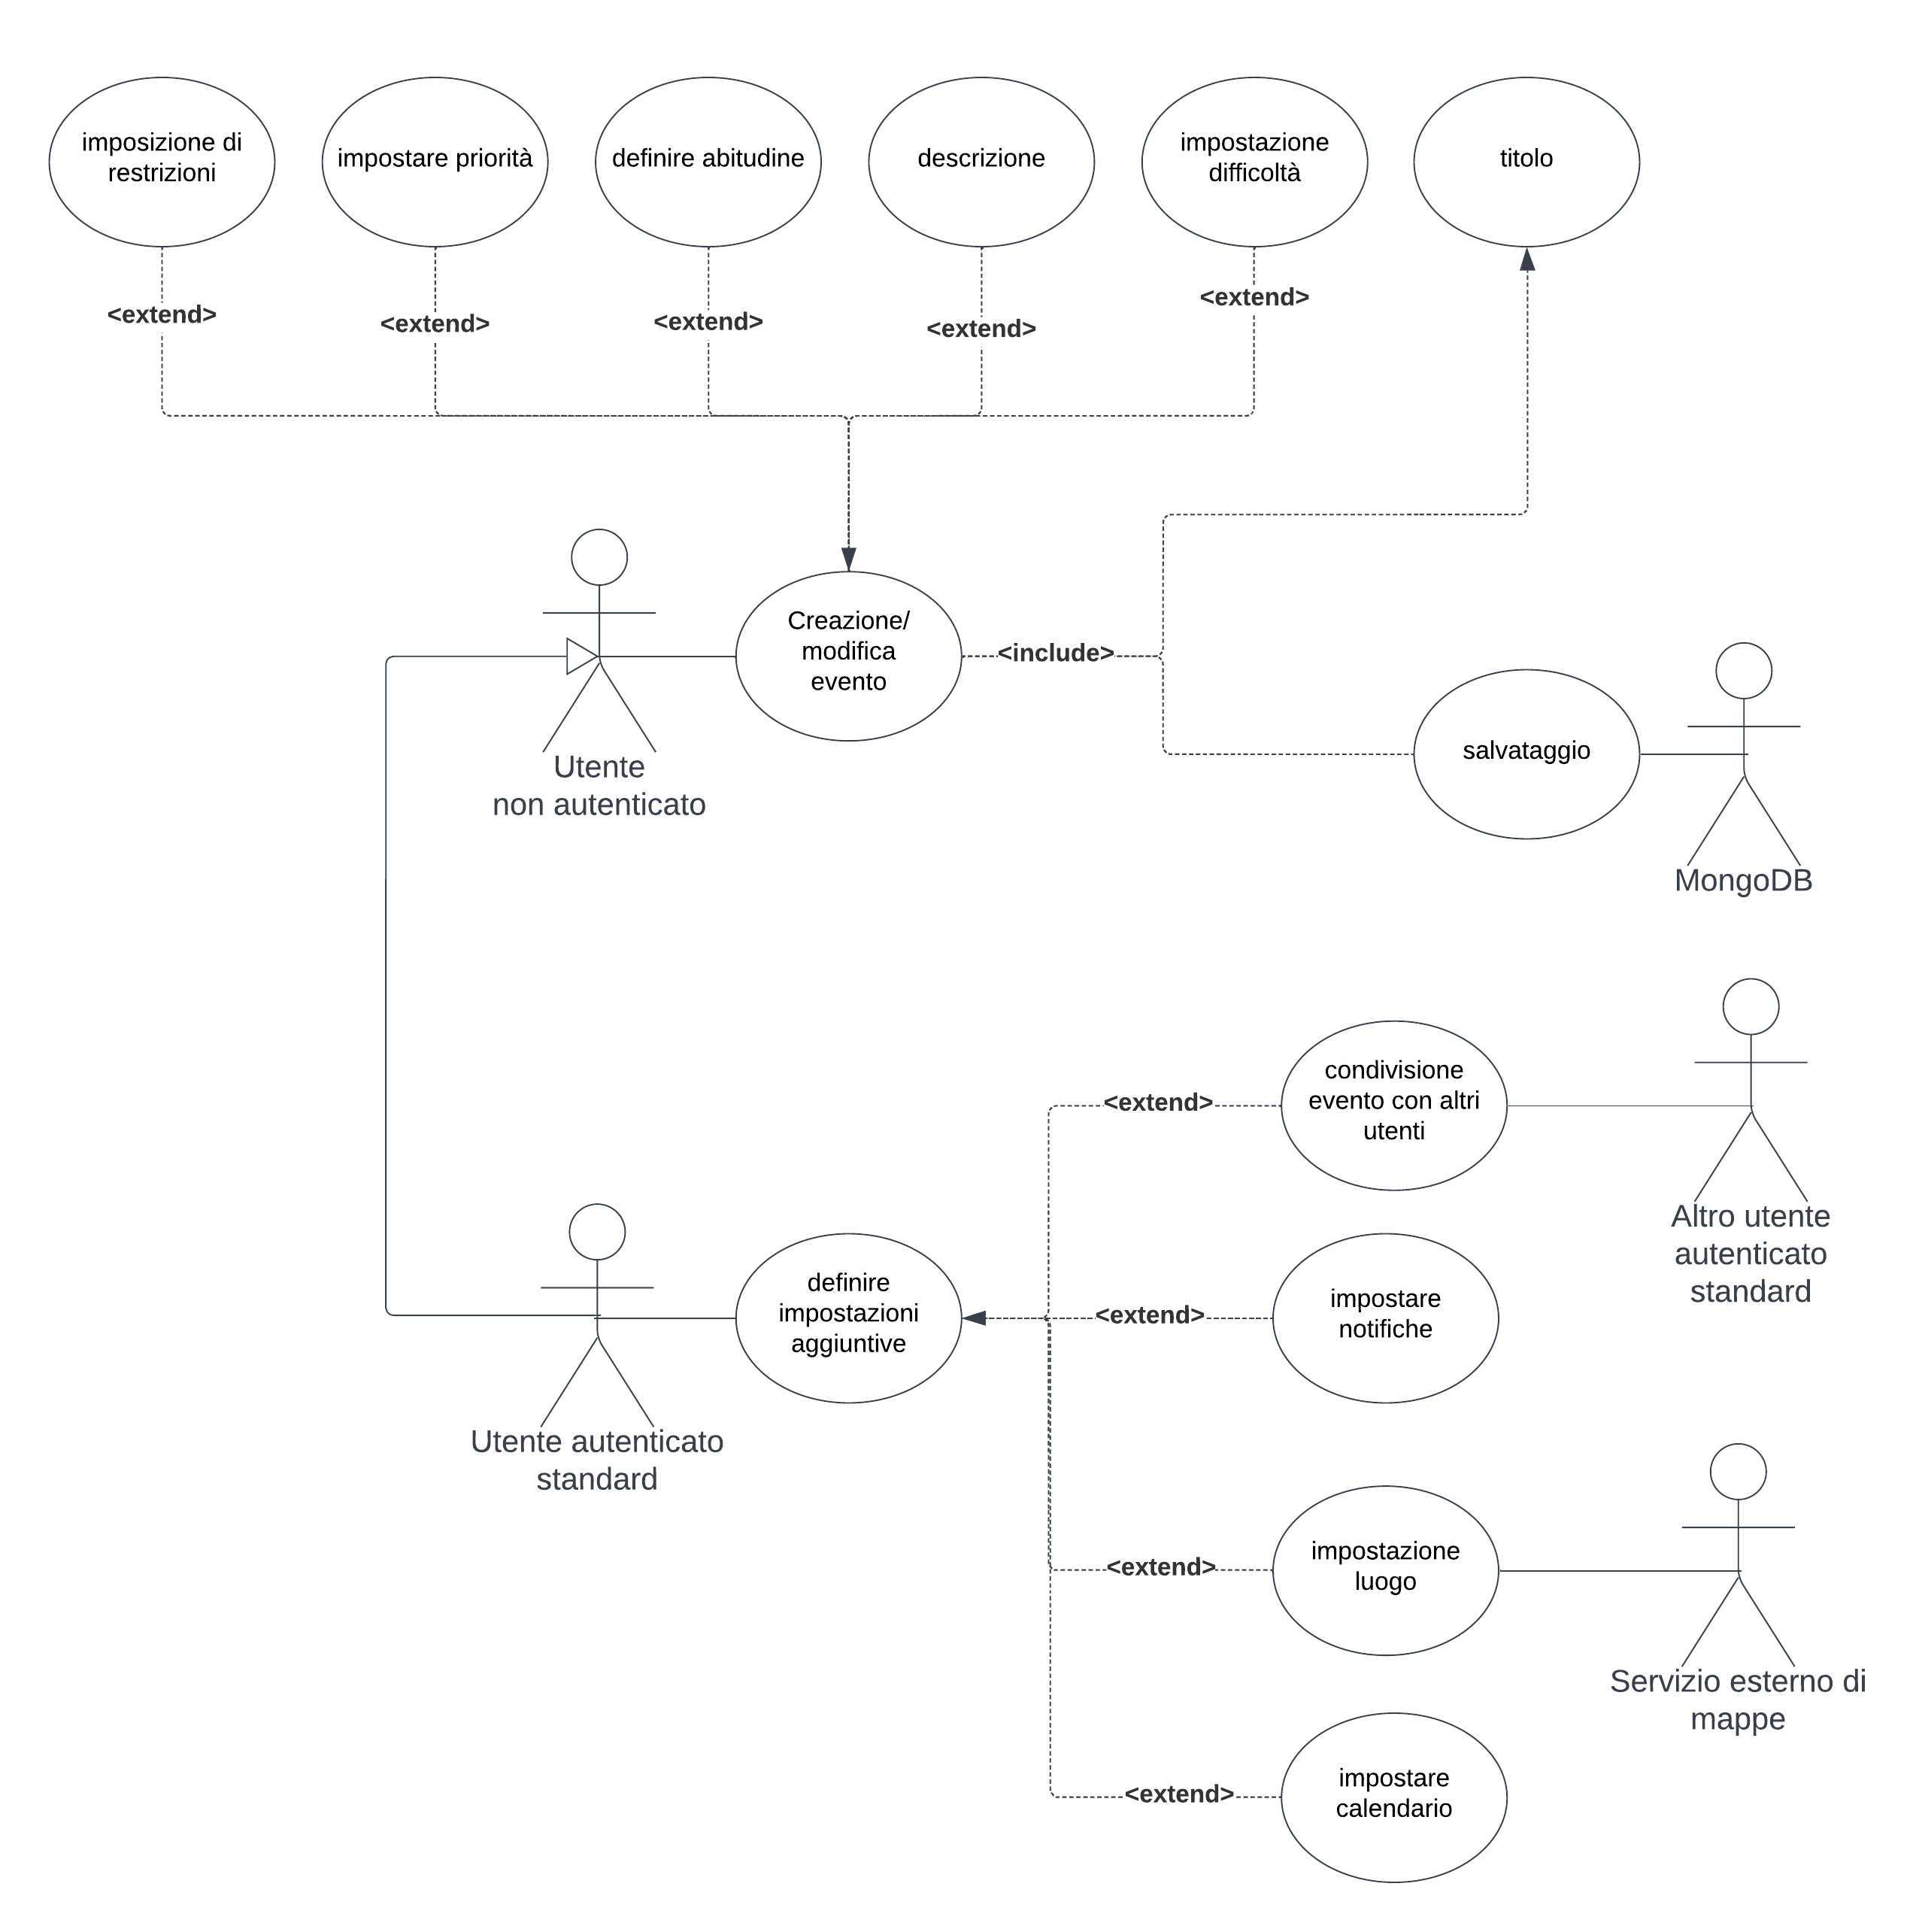 imposizione di
restrizioni
impostare priorità
definire abitudine
descrizione
impostazione
difficoltà
titolo
<extend>
<extend>
<extend>
<extend>
<extend>
Creazione/
modifica
evento
<include>
Utente
non autenticato
salvataggio
MongoDB
condivisione
evento con altri
utenti
<extend>
Altro utente
autenticato
standard
definire
impostazioni
aggiuntive
<extend>
impostare
notifiche
Utente autenticato
standard
<extend>
impostazione
luogo
Servizio esterno di
mappe
<extend>
impostare
calendario